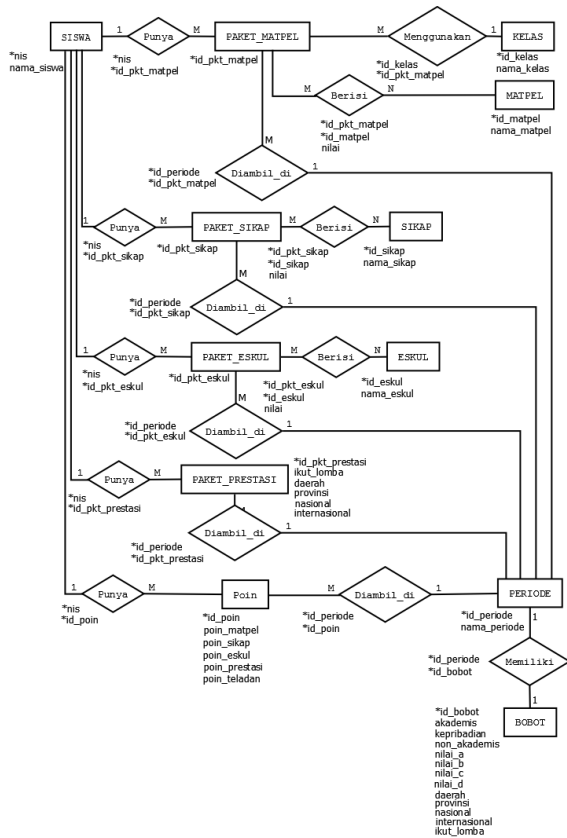 SISWA
*nis
nama_siswa
1
Punya
M
*nis
*id_pkt_matpel
PAKET_MATPEL
*id_pkt_matpel
M
Menggunakan
1
*id_kelas
*id_pkt_matpel
KELAS
*id_kelas
nama_kelas
M
Berisi
N
*id_pkt_matpel
*id_matpel
nilai
MATPEL
*id_matpel
nama_matpel
M
Diambil_di
1
*id_periode
*id_pkt_matpel
1
Punya
M
*nis
*id_pkt_sikap
PAKET_SIKAP
*id_pkt_sikap
M
Berisi
N
*id_pkt_sikap
*id_sikap
nilai
SIKAP
*id_sikap
nama_sikap
M
Diambil_di
1
*id_periode
*id_pkt_sikap
1
Punya
M
*nis
*id_pkt_eskul
PAKET_ESKUL
*id_pkt_eskul
M
Berisi
N
*id_pkt_eskul
*id_eskul
nilai
ESKUL
*id_eskul
nama_eskul
M
Diambil_di
1
*id_periode
*id_pkt_eskul
1
Punya
M
*nis
*id_pkt_prestasi
PAKET_PRESTASI
*id_pkt_prestasi
ikut_lomba
daerah
provinsi
nasional
internasional
Diambil_di
1
*id_periode
*id_pkt_prestasi
1
Punya
M
*nis
*id_poin
Poin
*id_poin
poin_matpel
poin_sikap
poin_eskul
poin_prestasi
poin_teladan
M
Diambil_di
1
*id_periode
*id_poin
PERIODE
*id_periode
nama_periode
1
Memiliki
1
*id_periode
*id_bobot
BOBOT
*id_bobot
akademis
kepribadian
non_akademis
nilai_a
nilai_b
nilai_c
nilai_d
daerah
provinsi
nasional
internasional
ikut_lomba